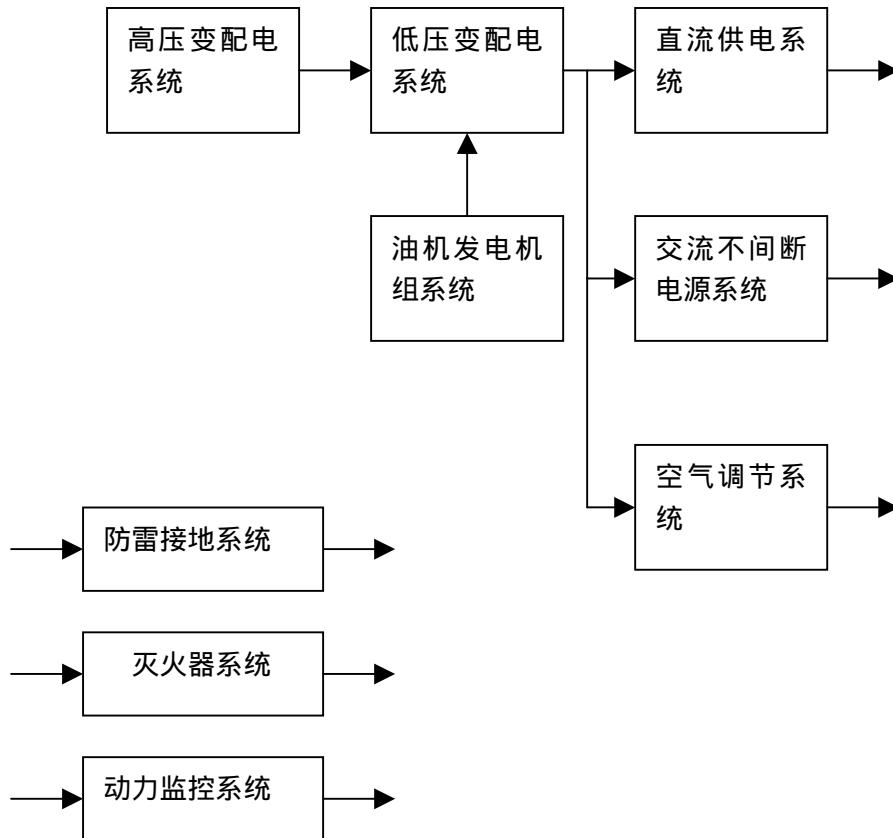 高压变配电
系统
低压变配电
系统
直流供电系
统
油机发电机
组系统
交流不间断
电源系统
空气调节系
统
防雷接地系统
灭火器系统
动力监控系统